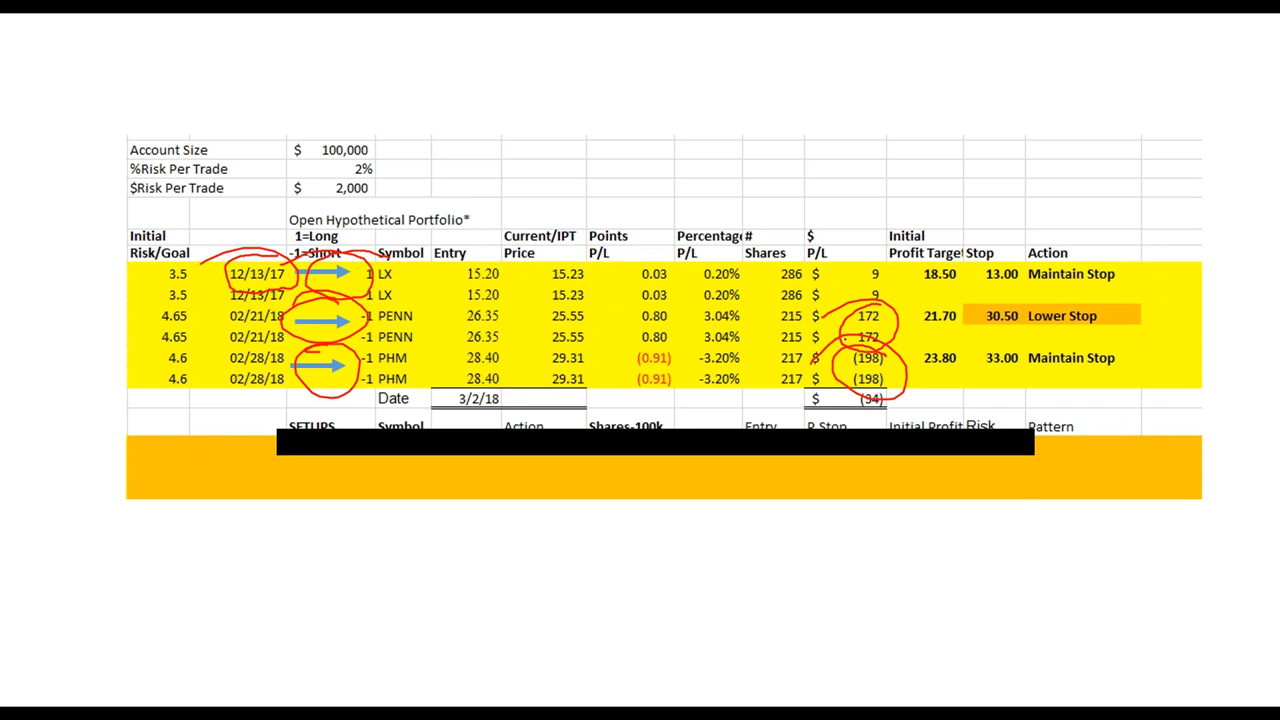 Account Size $ 100,000
%Risk Per Trade 2%
$Risk Per Trade $ 2,000
Open Hypothetical Portfolio*
Initial 1=Long Current/IPT Points Percentage # $ Initial
Risk/Goal -1=Short Symbol Entry Price P/L P/L Shares P/L Profit Target Stop Action
3.5 12/13/17 1 LX 15.20 15.23 0.03 0.20% 286 $ 9 18.50 13.00 Maintain Stop
3.5 12/13/17 1 LX 15.20 15.23 0.03 0.20% 286 $ 9
4.65 02/21/18 -1 PENN 26.35 25.55 0.80 3.04% 215 $ 172 21.70 30.50 Lower Stop
4.65 02/21/18 -1 PENN 26.35 25.55 0.80 3.04% 215 $ 172
4.6 02/28/18 -1 PHM 28.40 29.31 (0.91) -3.20% 217 $ (198) 23.80 33.00 Maintain Stop
4.6 02/28/18 -1 PHM 28.40 29.31 (0.91) -3.20% 217 $ (198)
Date 3/2/18 $ (34)
SETUPS Symbol Action Shares-100k Entry P Stop Initial Profit Risk Pattern